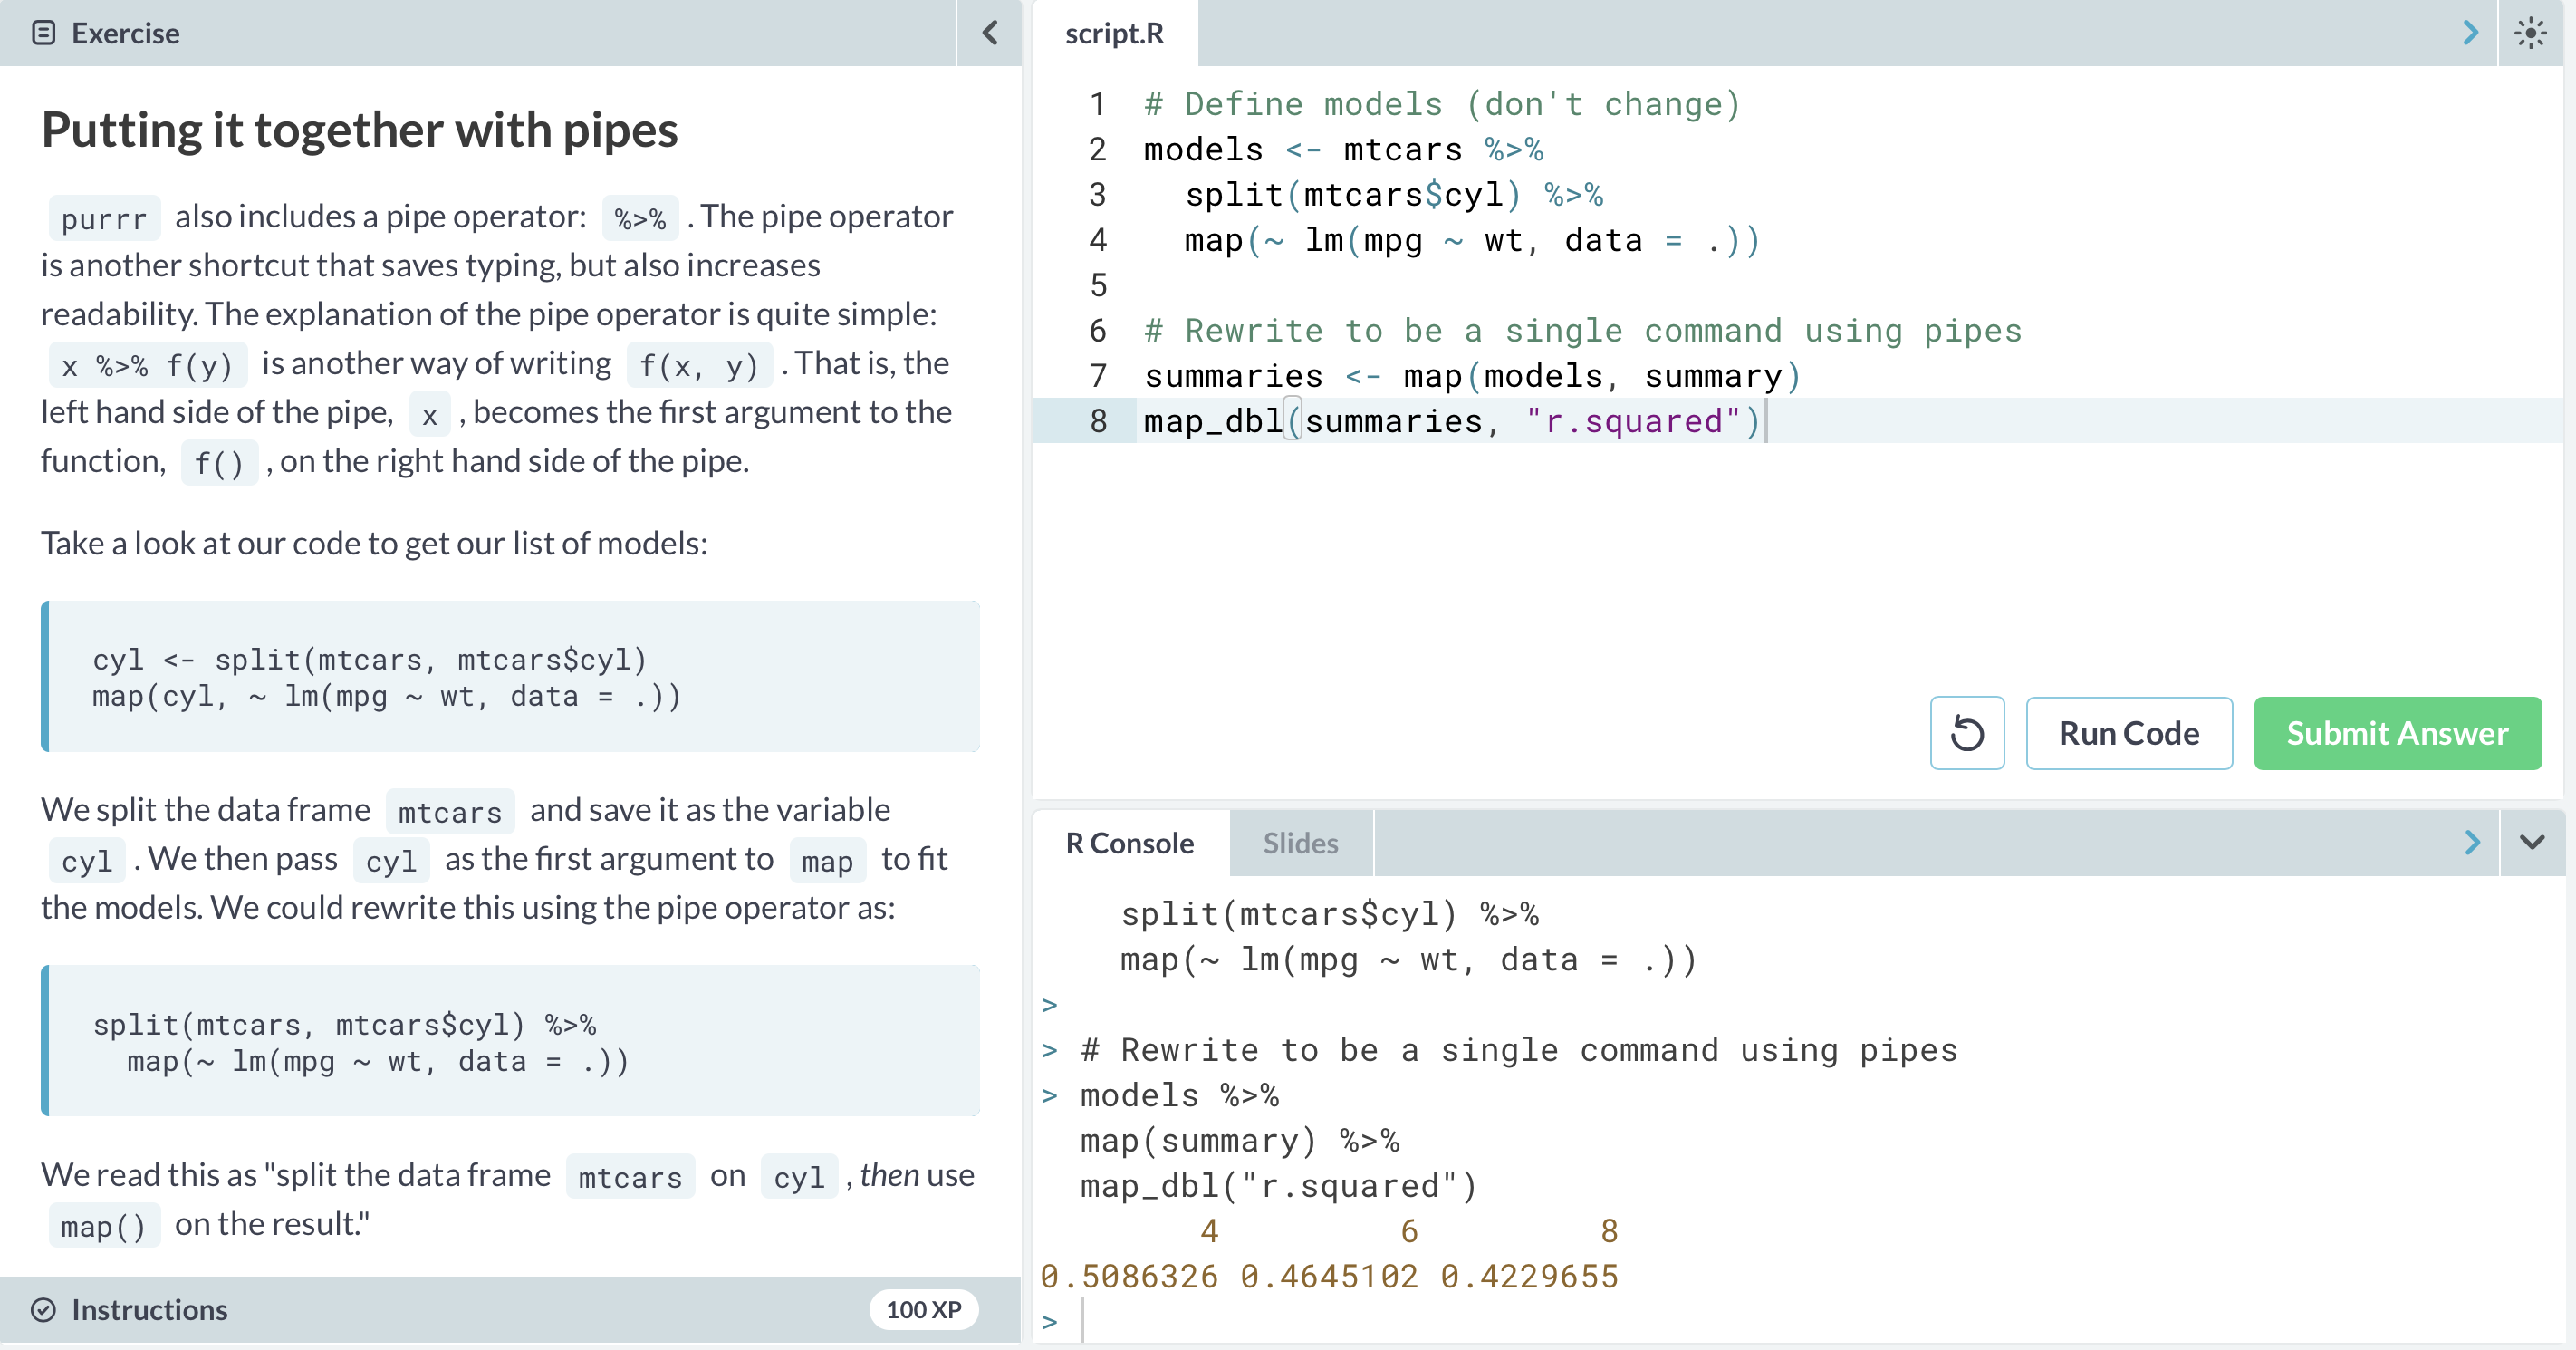 Exercise
Putting it together with pipes
purrr also includes a pipe operator: %>% . The pipe operator
is another shortcut that saves typing, but also increases
readability. The explanation of the pipe operator is quite simple:
x %>% f(y) is another way of writing f(x, y) . That is, the
left hand side of the pipe, x , becomes the first argument to the
function, f() , on the right hand side of the pipe.
Take a look at our code to get our list of models:
cyl <- split(mtcars, mtcars$cyl)
map(cyl, ~ lm(mpg ~ wt, data = .))
We split the data frame mtcars and save it as the variable
cyl . We then pass cyl as the first argument to map to fit
the models. We could rewrite this using the pipe operator as:
split(mtcars, mtcars$cyl) %>%
  map(~ lm(mpg ~ wt, data = .))
We read this as "split the data frame mtcars on cyl , then use
map() on the result."
Instructions
100 XP
script.R
1 # Define models (don't change)
2 models <- mtcars %>%
3   split(mtcars$cyl) %>%
4   map(~ lm(mpg ~ wt, data = .))
5
6 # Rewrite to be a single command using pipes
7 summaries <- map(models, summary)
8 map_dbl(summaries, "r.squared")
Run Code
Submit Answer
R Console
Slides
    split(mtcars$cyl) %>%
    map(~ lm(mpg ~ wt, data = .))
>
> # Rewrite to be a single command using pipes
> models %>%
  map(summary) %>%
  map_dbl("r.squared")
        4         6         8
0.5086326 0.4645102 0.4229655
>